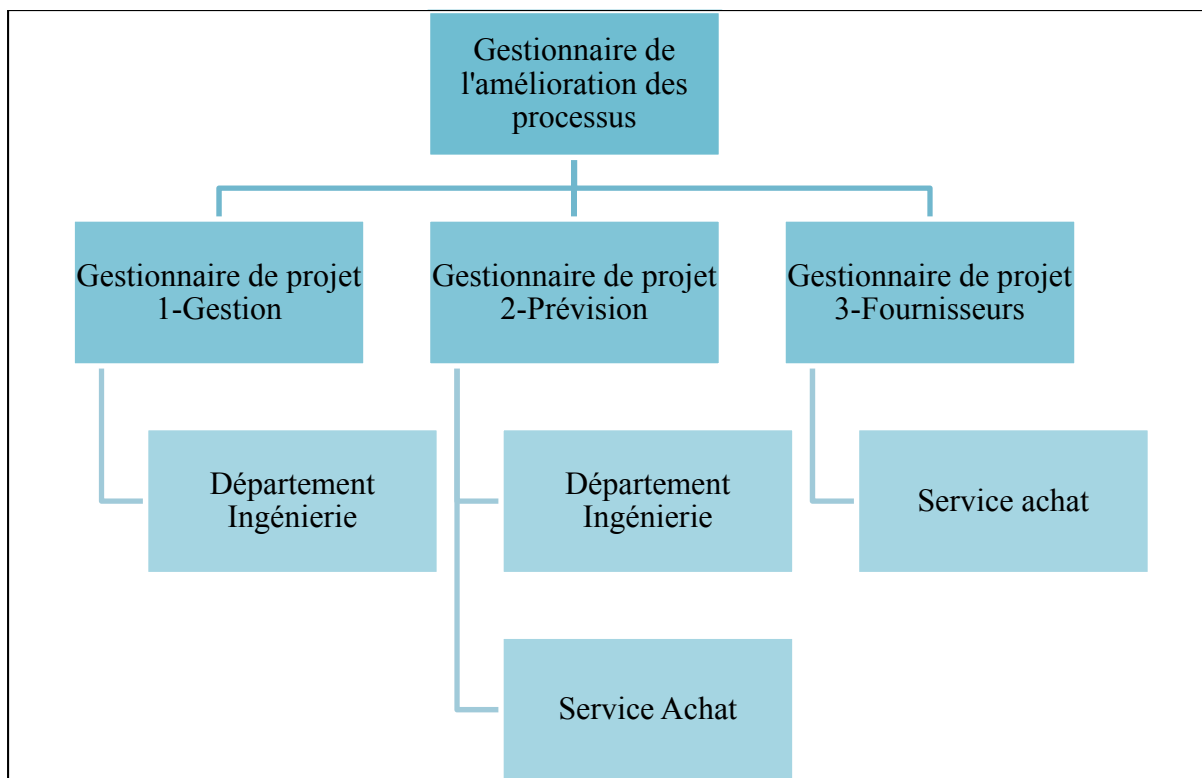 Gestionnaire de
l'amélioration des
processus
Gestionnaire de projet
1-Gestion
Gestionnaire de projet
2-Prévision
Gestionnaire de projet
3-Fournisseurs
Département
Ingénierie
Département
Ingénierie
Service achat
Service Achat